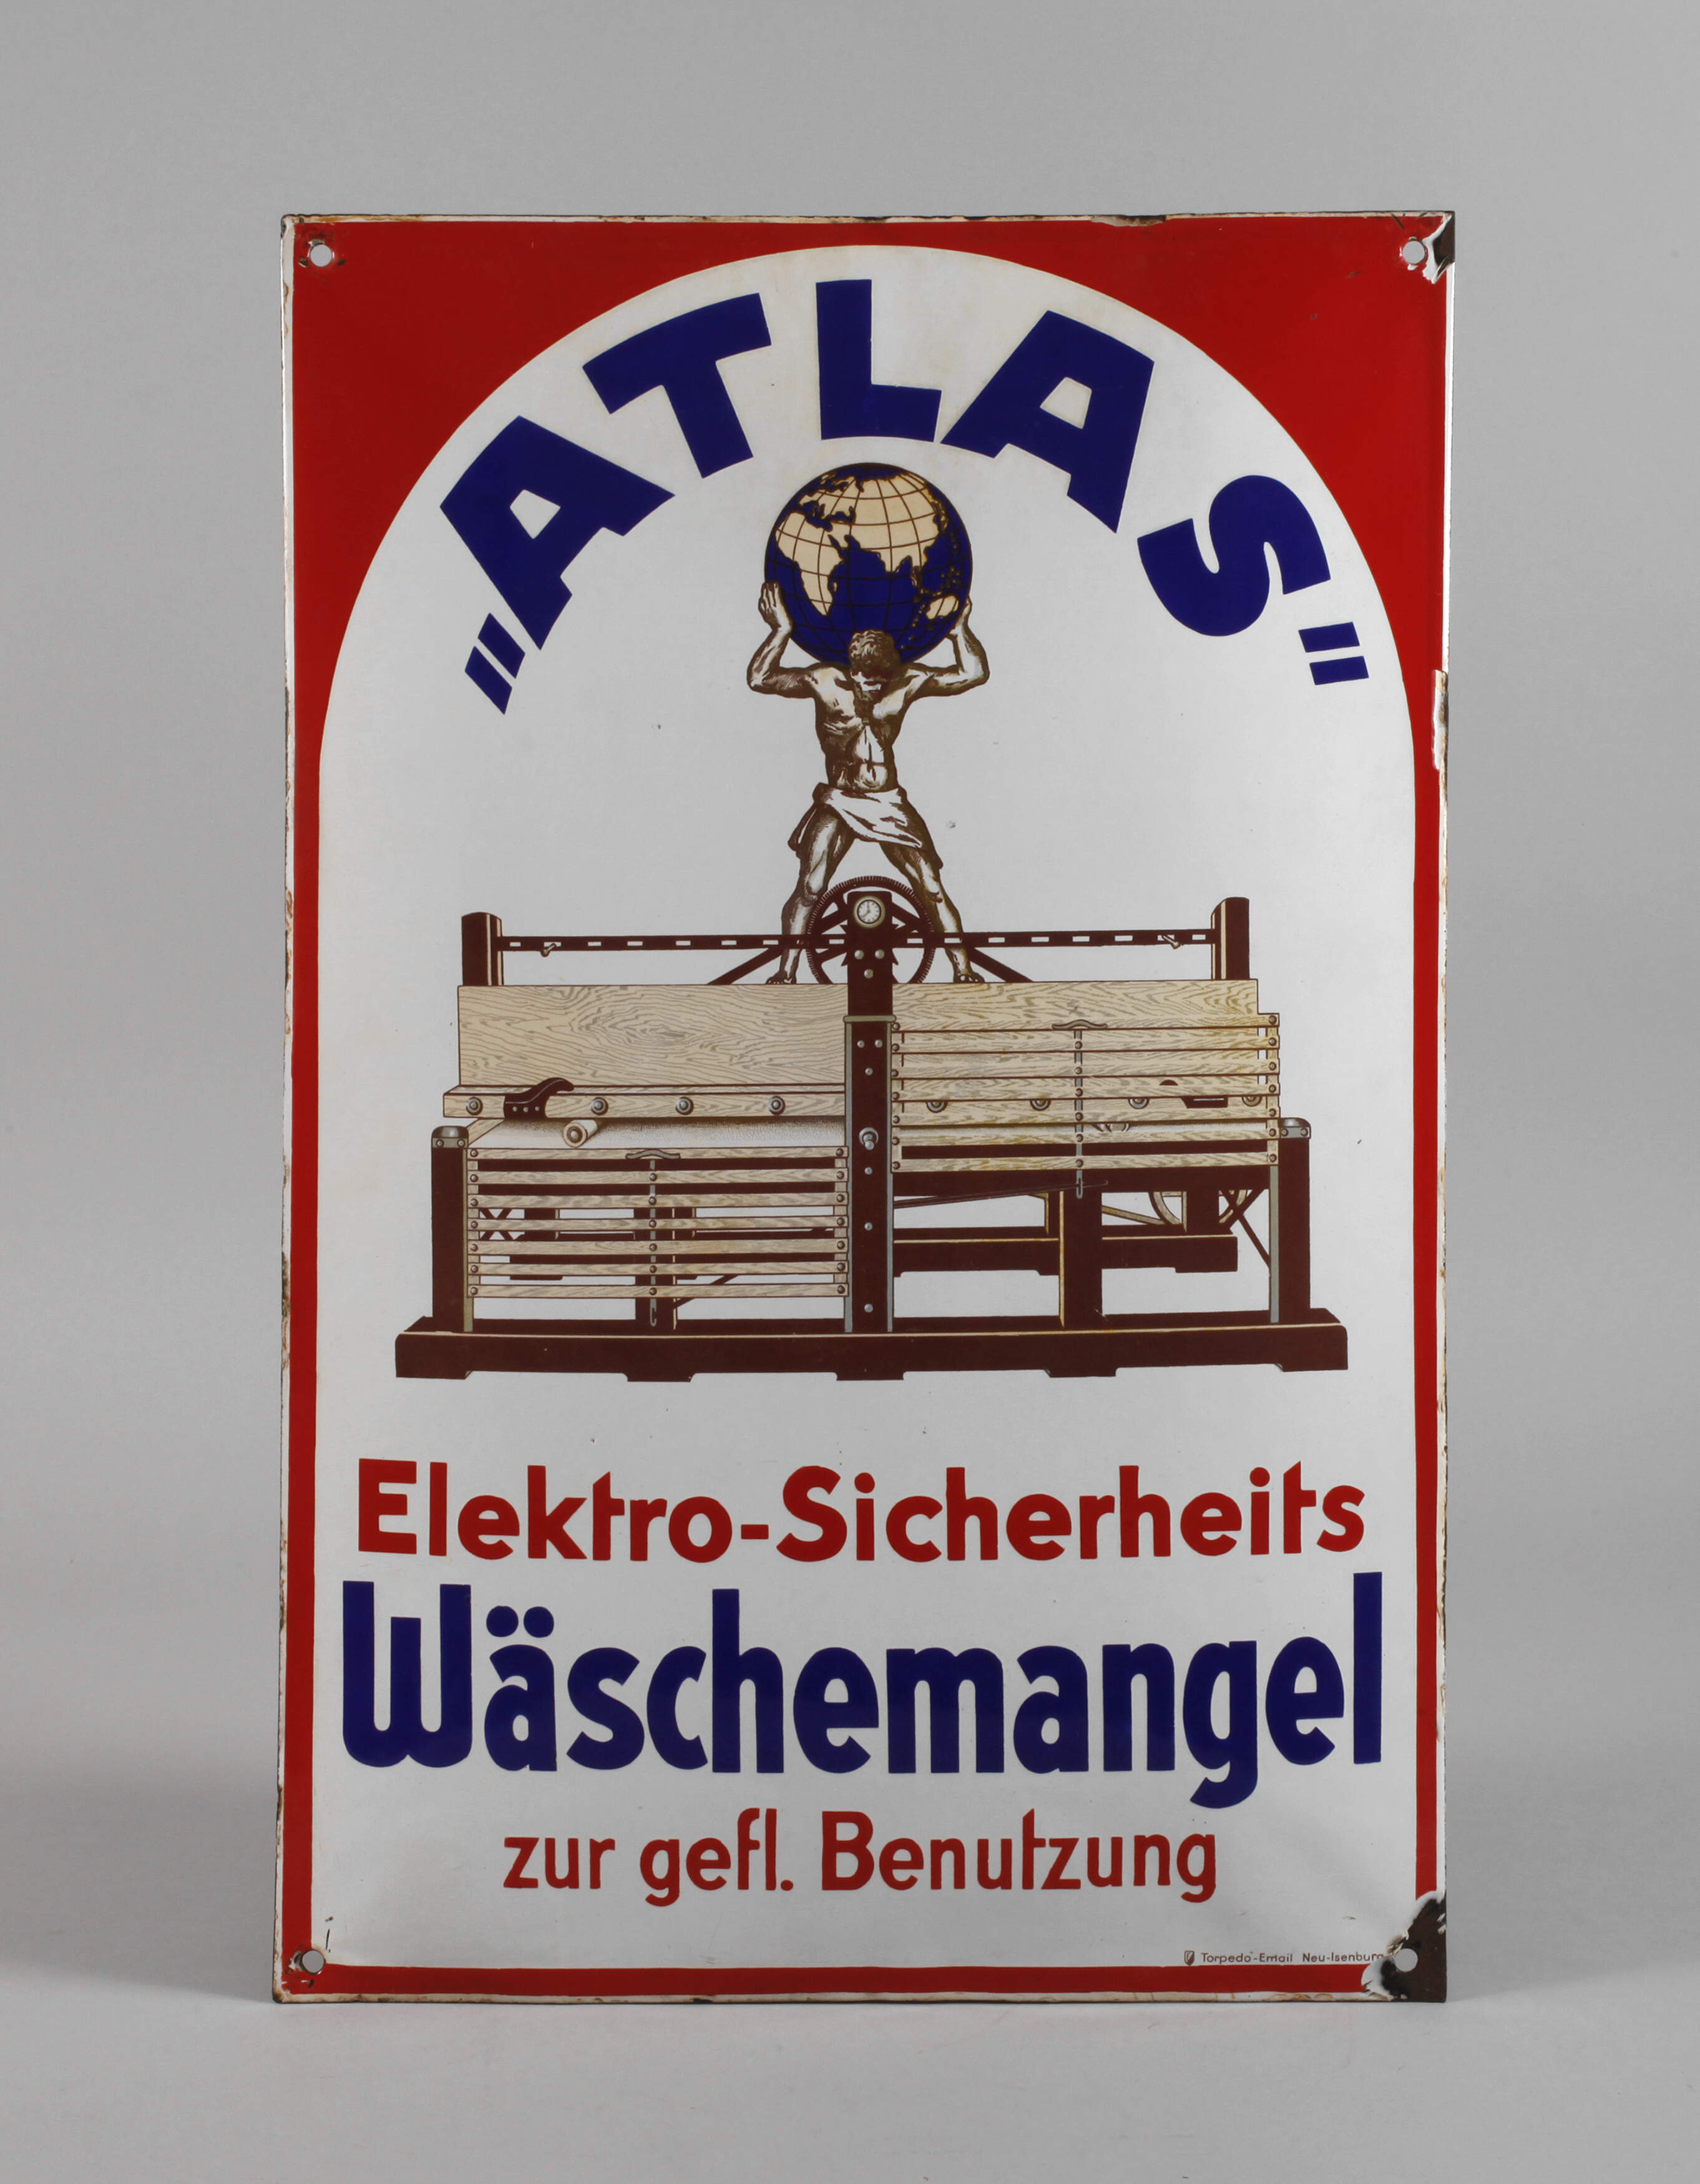 „ATLAS"
Elektro-Sicherheits
Wäschemangel
zur gefl. Benutzung
Torpedo-Email Neu-Isenburg